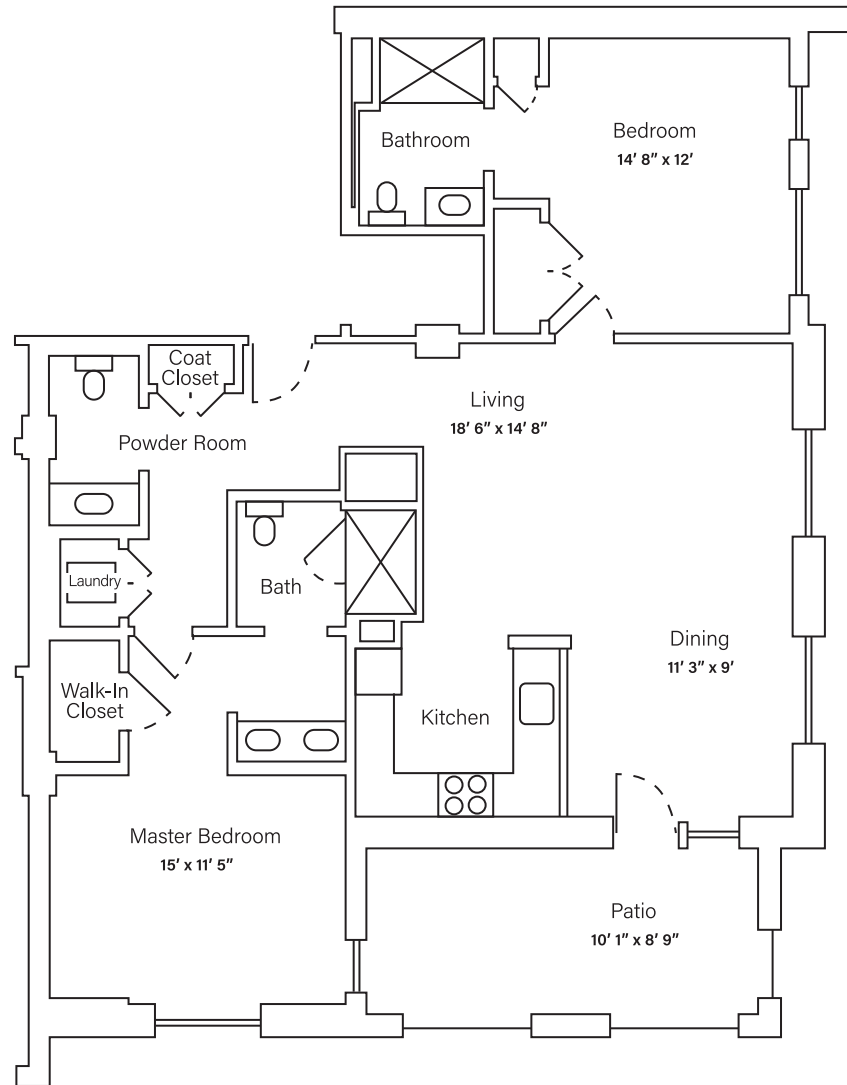 Bathroom
Bedroom
14′ 8″ x 12′
Coat
Closet
Living
18′ 6″ x 14′ 8″
Powder Room
Laundry
Bath
Dining
11′ 3″ x 9′
Walk-In
Closet
Kitchen
Master Bedroom
15′ x 11′ 5″
Patio
10′ 1″ x 8′ 9″